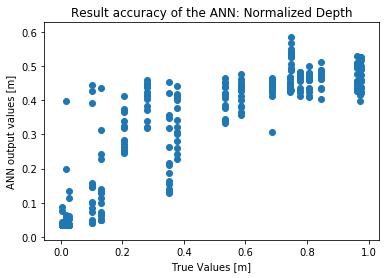 Result accuracy of the ANN: Normalized Depth
0.6
0.5
0.4
0.3
0.2
0.1
0.0
ANN output values [m]
0.0 0.2 0.4 0.6 0.8 1.0
True Values [m]